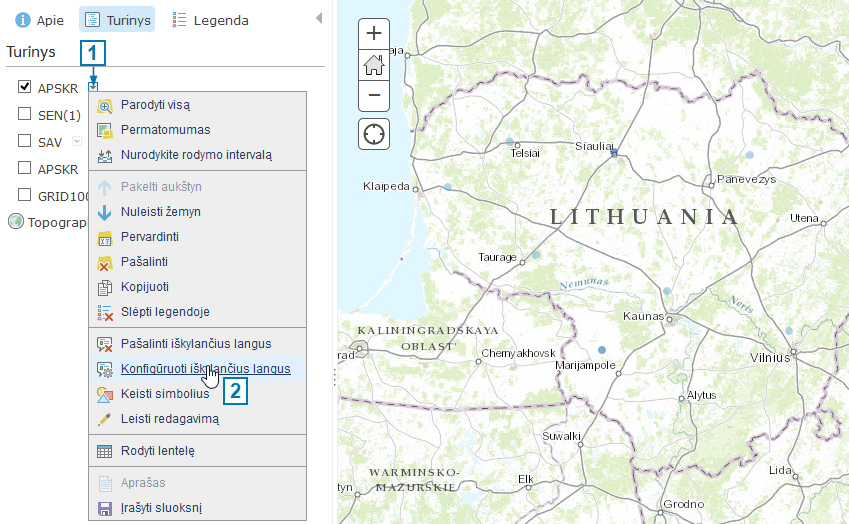 Apie Turinys Legenda
Turinys 1
APSKR
SEN(1)
SAV
APSKR
GRID100
Topograp
Parodyti visą
Permatomumas
Nurodykite rodymo intervalą
Pakelti aukštyn
Nuleisti žemyn
Pervardinti
Pašalinti
Kopijuoti
Slėpti legendoje
Pašalinti iškylančius langus
Konfigūruoti iškylančius langus
2
Keisti simbolius
Leisti redagavimą
Rodyti lentelę
Aprašas
Įrašyti sluoksnį
aja
Telsiai
Siauliai
Klaipeda
Panevezys
LITHUANIA
Utena
Taurage
Nemunas
Neris
Kaunas
KALININGRADSKAYA
OBLAST'
rad
Chernyakhovsk
Marijampole
Vilnius
Alytus
Suwalki
WARMINSKO-
MAZURSKIE
Lida
Elk
tyn
Grodno